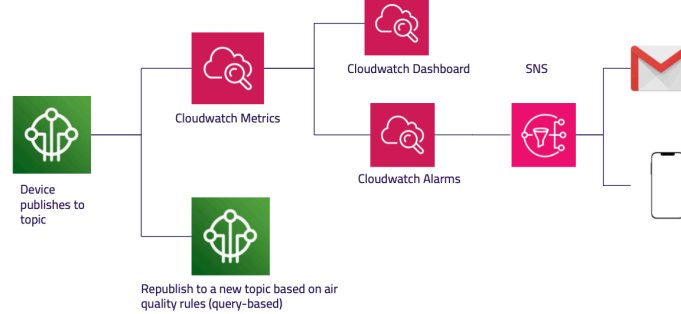 Cloudwatch Dashboard
SNS
Cloudwatch Metrics
Cloudwatch Alarms
Device
publishes to
topic
Republish to a new topic based on air
quality rules (query-based)